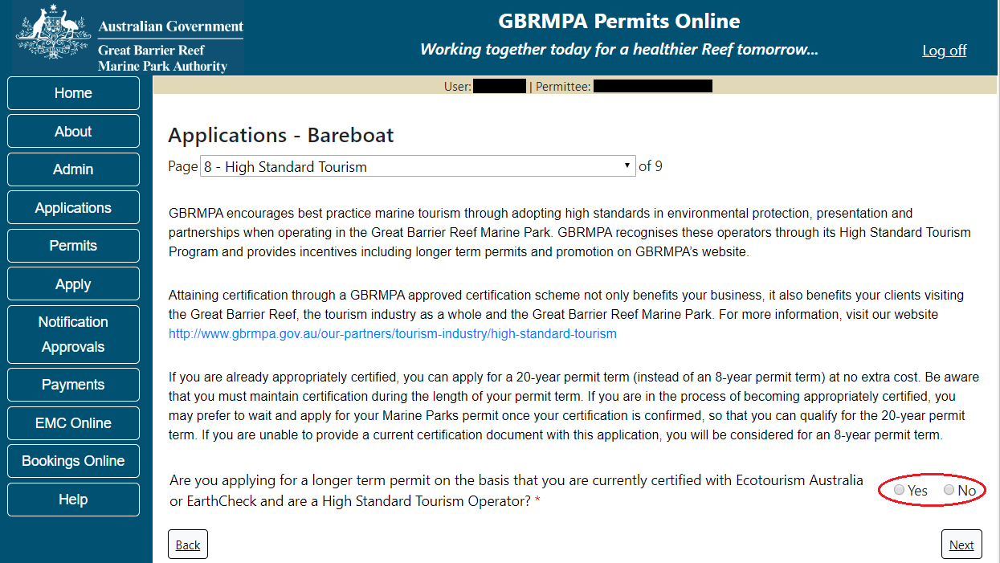 Australian Government
Great Barrier Reef
Marine Park Authority
GBRMPA Permits Online
Working together today for a healthier Reef tomorrow...
Log off
Home
About
Admin
Applications
Permits
Apply
Notification
Approvals
Payments
EMC Online
Bookings Online
Help
User: | Permittee:
Applications - Bareboat
Page 8 - High Standard Tourism of 9
GBRMPA encourages best practice marine tourism through adopting high standards in environmental protection, presentation and
partnerships when operating in the Great Barrier Reef Marine Park. GBRMPA recognises these operators through its High Standard Tourism
Program and provides incentives including longer term permits and promotion on GBRMPA's website.
Attaining certification through a GBRMPA approved certification scheme not only benefits your business, it also benefits your clients visiting
the Great Barrier Reef, the tourism industry as a whole and the Great Barrier Reef Marine Park. For more information, visit our website
http://www.gbrmpa.gov.au/our-partners/tourism-industry/high-standard-tourism
If you are already appropriately certified, you can apply for a 20-year permit term (instead of an 8-year permit term) at no extra cost. Be aware
that you must maintain certification during the length of your permit term. If you are in the process of becoming appropriately certified, you
may prefer to wait and apply for your Marine Parks permit once your certification is confirmed, so that you can qualify for the 20-year permit
term. If you are unable to provide a current certification document with this application, you will be considered for an 8-year permit term.
Are you applying for a longer term permit on the basis that you are currently certified with Ecotourism Australia
or EarthCheck and are a High Standard Tourism Operator? *
Yes No
Back
Next